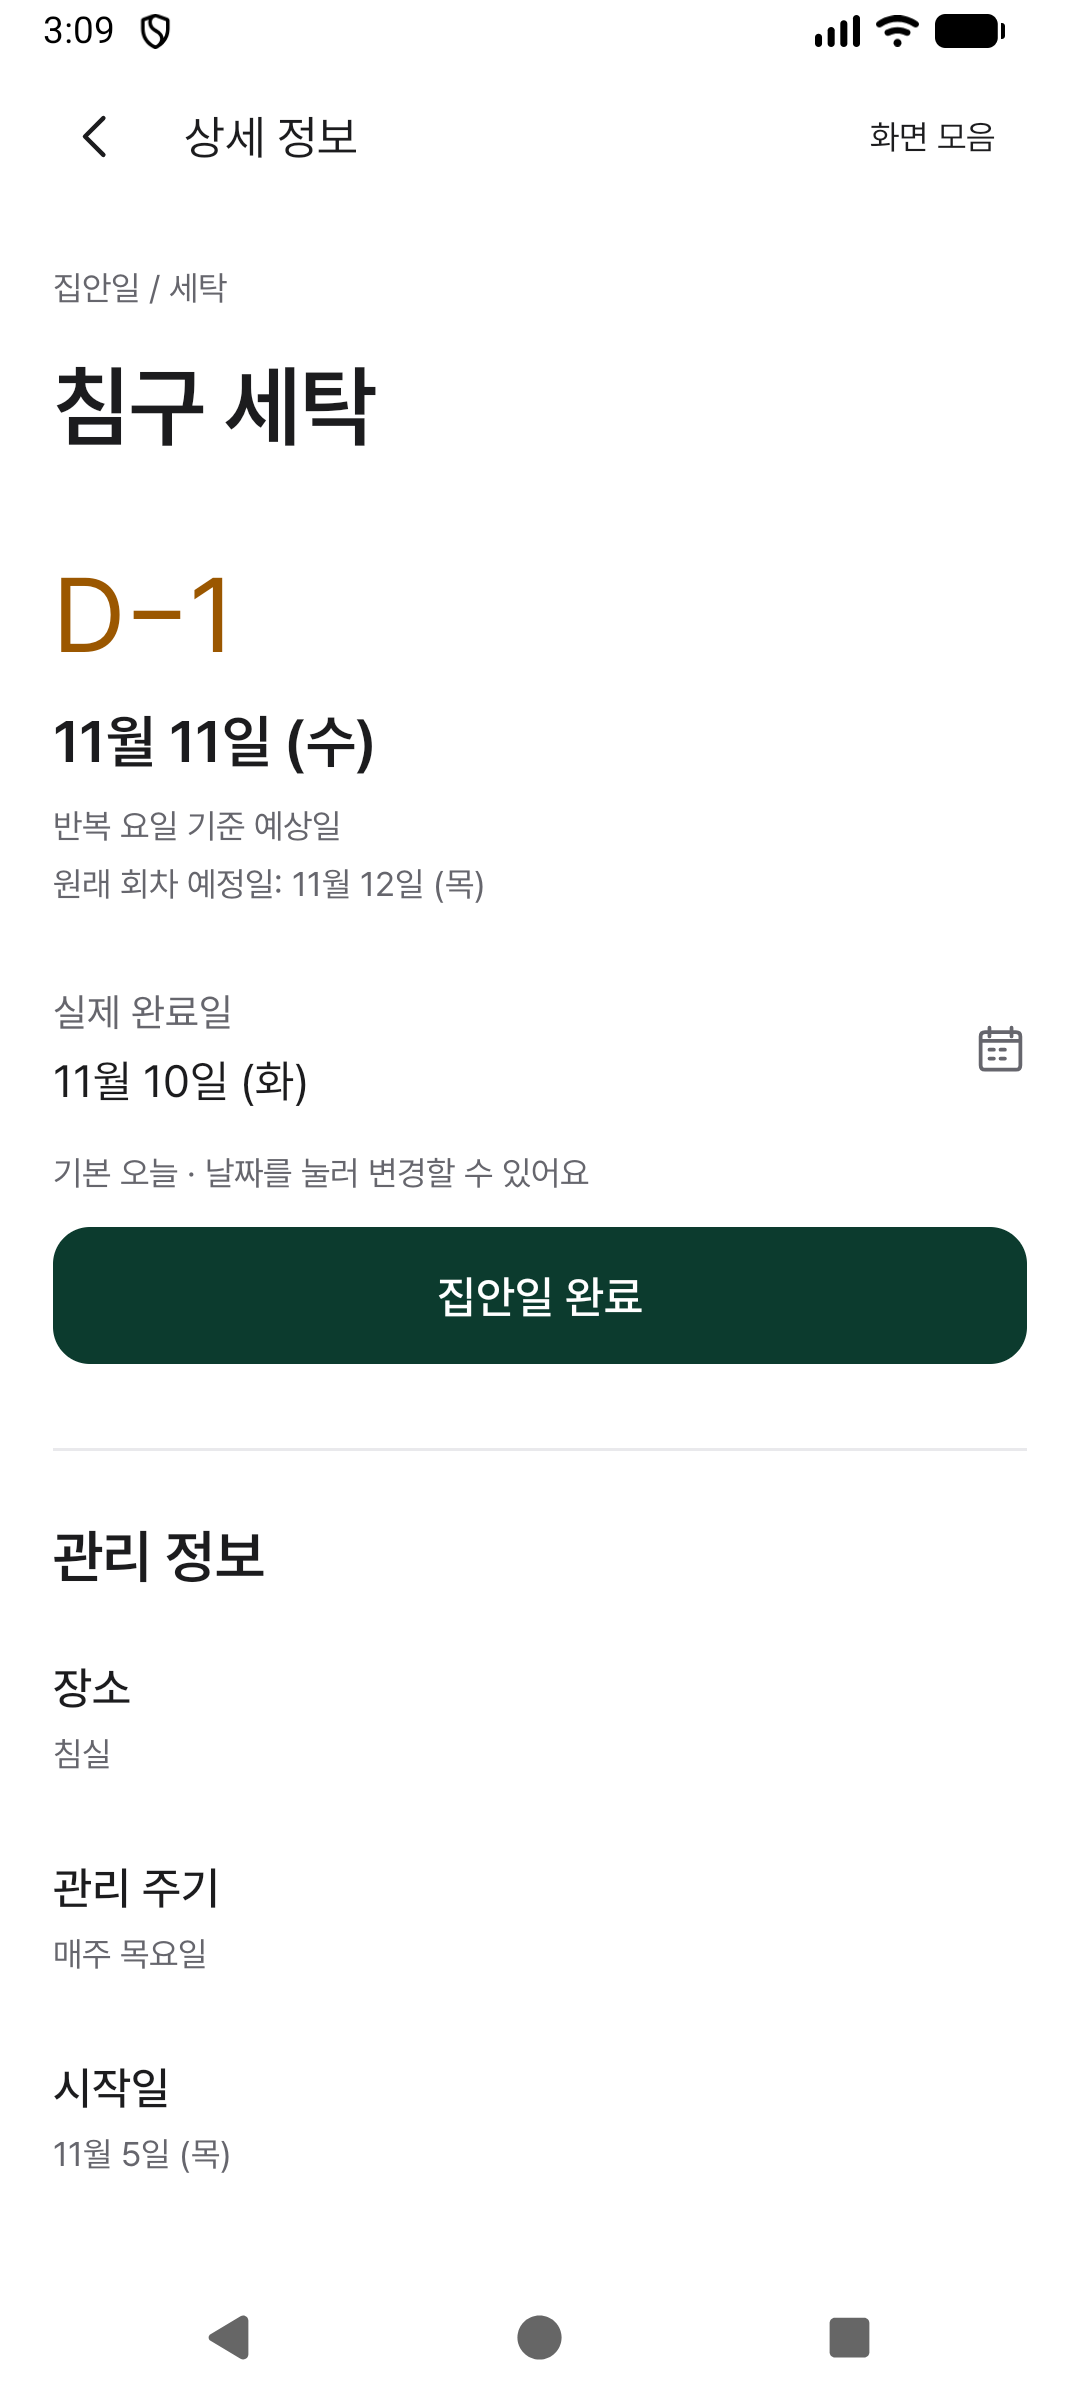 3:09
상세 정보
화면 모음
집안일 / 세탁
침구 세탁
D-1
11월 11일 (수)
반복 요일 기준 예상일
원래 회차 예정일: 11월 12일 (목)
실제 완료일
11월 10일 (화)
기본 오늘 · 날짜를 눌러 변경할 수 있어요
집안일 완료
관리 정보
장소
침실
관리 주기
매주 목요일
시작일
11월 5일 (목)